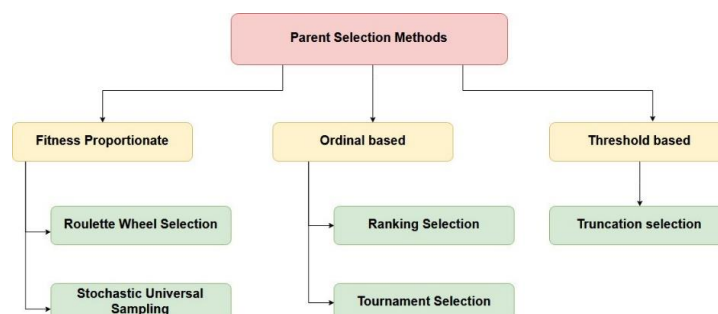 Parent Selection Methods
Fitness Proportionate
Ordinal based
Threshold based
Roulette Wheel Selection
Ranking Selection
Truncation selection
Stochastic Universal
Sampling
Tournament Selection